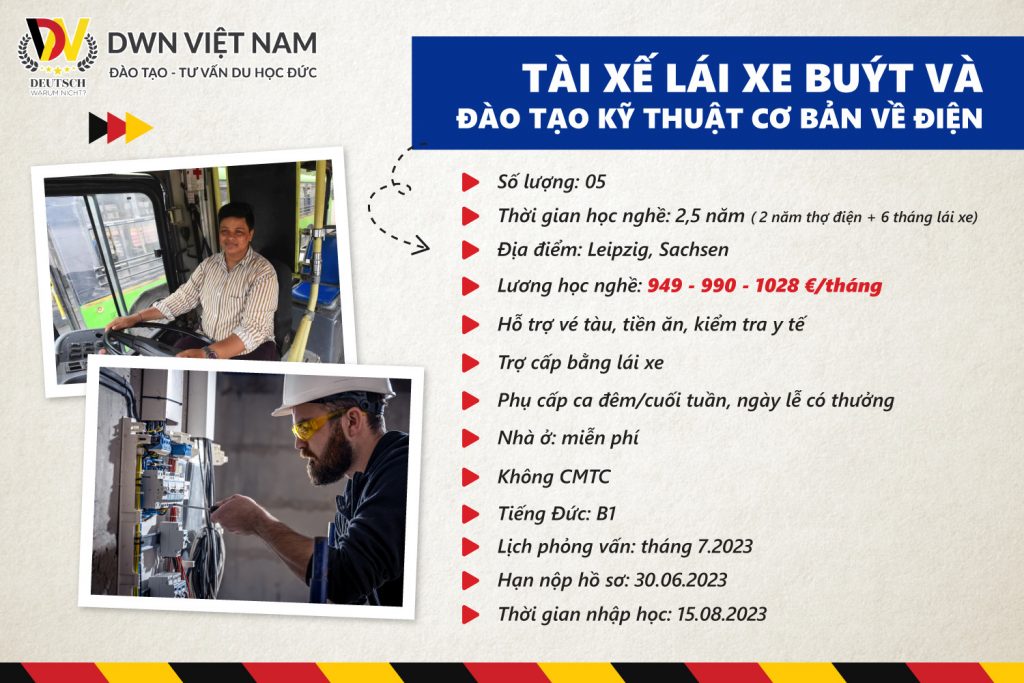 DWN VIỆT NAM
ĐÀO TẠO - TƯ VẤN DU HỌC ĐỨC
DEUTSCH
WARUM NICHT?
TÀI XẾ LÁI XE BUÝT VÀ
ĐÀO TẠO KỸ THUẬT CƠ BẢN VỀ ĐIỆN
Số lượng: 05
Thời gian học nghề: 2,5 năm ( 2 năm thợ điện + 6 tháng lái xe)
Địa điểm: Leipzig, Sachsen
Lương học nghề: 949 - 990 - 1028 €/tháng
Hỗ trợ vé tàu, tiền ăn, kiểm tra y tế
Trợ cấp bằng lái xe
Phụ cấp ca đêm/cuối tuần, ngày lễ có thưởng
Nhà ở: miễn phí
Không CMTC
Tiếng Đức: B1
Lịch phỏng vấn: tháng 7.2023
Hạn nộp hồ sơ: 30.06.2023
Thời gian nhập học: 15.08.2023